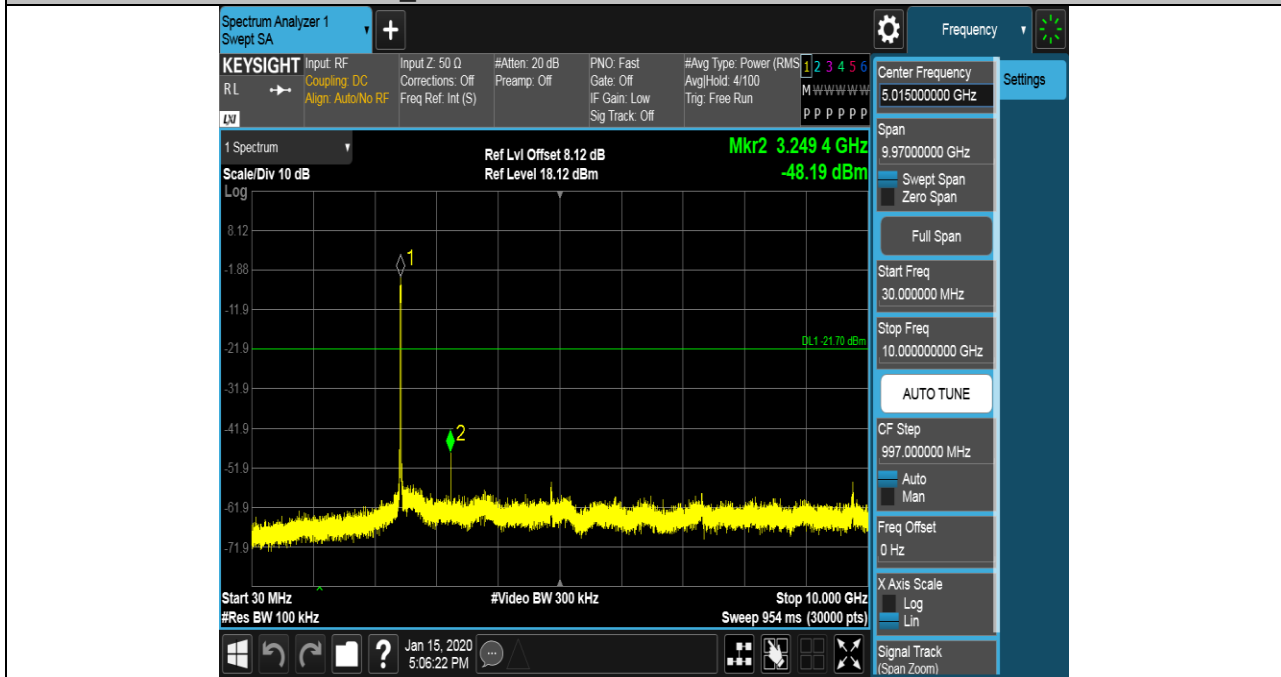 Spectrum Analyzer 1
Swept SA
+
Frequency
KEYSIGHT
RL
LXI
Input: RF
Coupling: DC
Align: Auto/No RF
Input Z: 50 Ω
Corrections: Off
Freq Ref: Int (S)
#Atten: 20 dB
Preamp: Off
PNO: Fast
Gate: Off
IF Gain: Low
Sig Track: Off
#Avg Type: Power (RMS
Avg|Hold: 4/100
Trig: Free Run
1 2 3 4 5 6
M W W W W W
P P P P P P
1 Spectrum
Scale/Div 10 dB
Log
Ref Lvl Offset 8.12 dB
Ref Level 18.12 dBm
Mkr2 3.249 4 GHz
-48.19 dBm
8.12
-1.88
-11.9
-21.9
-31.9
-41.9
-51.9
-61.9
-71.9
1
2
DL1 -21.70 dBm
Start 30 MHz
#Res BW 100 kHz
#Video BW 300 kHz
Stop 10.000 GHz
Sweep 954 ms (30000 pts)
?
Jan 15, 2020
5:06:22 PM
Center Frequency
5.015000000 GHz
Span
9.97000000 GHz
Swept Span
Zero Span
Full Span
Start Freq
30.000000 MHz
Stop Freq
10.000000000 GHz
AUTO TUNE
CF Step
997.000000 MHz
Auto
Man
Freq Offset
0 Hz
X Axis Scale
Log
Lin
Signal Track
(Span Zoom)
Settings